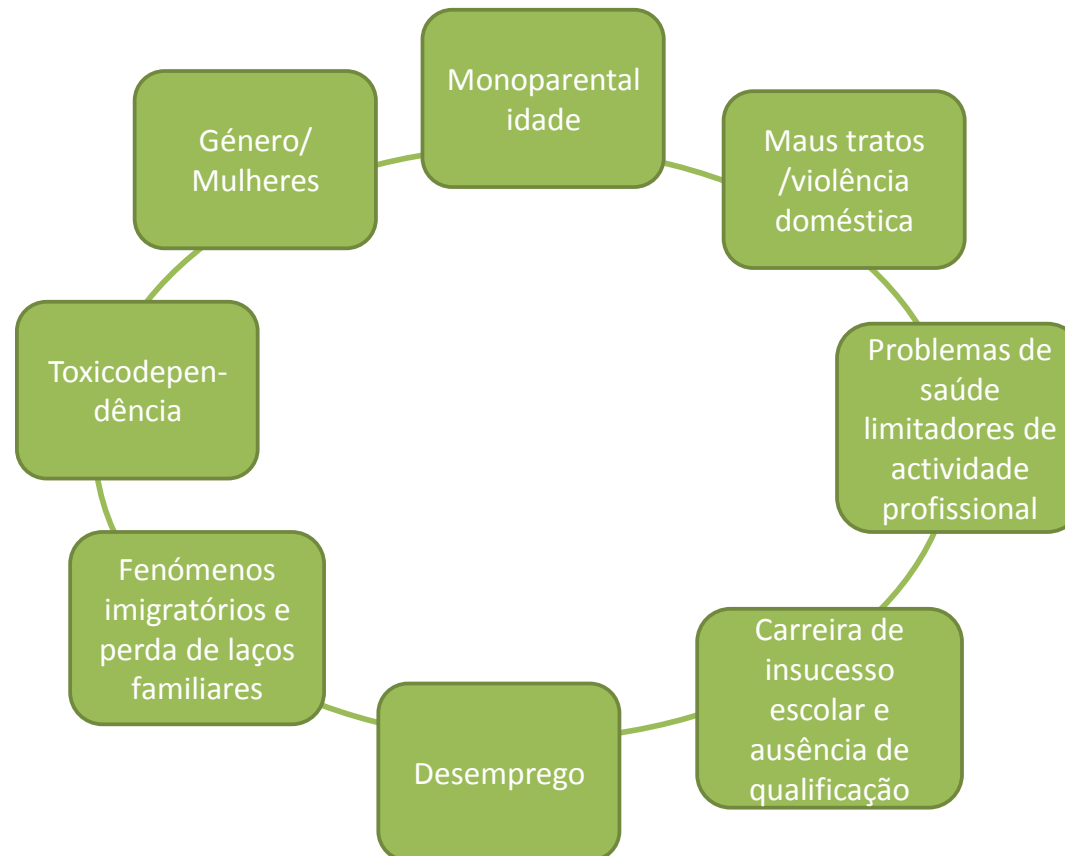 Monoparental
idade
Maus tratos
/violência
doméstica
Problemas de
saúde
limitadores de
actividade
profissional
Carreira de
insucesso
escolar e
ausência de
qualificação
Desemprego
Fenómenos
imigratórios e
perda de laços
familiares
Toxicodepen-
dência
Género/
Mulheres